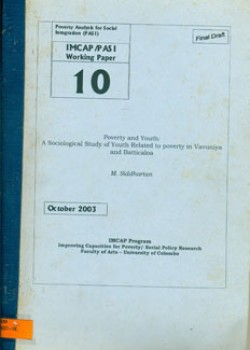 Poverty Analysis for Social
Integration (PASI)
Final Draft
IMCAP/PASI
Working Paper
10
Poverty and Youth:
A Sociological Study of Youth Related to poverty in Vavuniya
and Batticaloa
M. Siddhartan
October 2003
IMCAP Program
Improving Capacities for Poverty/ Social Policy Research
Faculty of Arts – University of Colombo